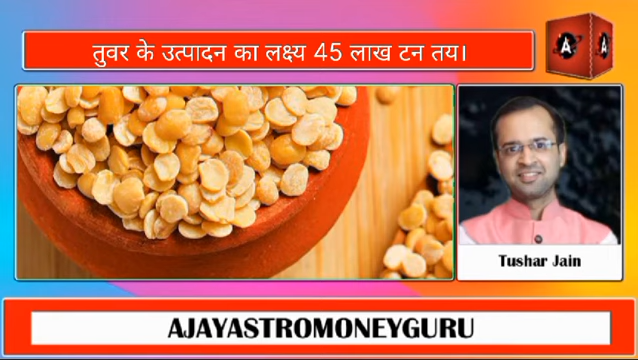 तुवर के उत्पादन का लक्ष्य 45 लाख टन तय।
A
A
Tushar Jain
AJAYASTROMONEYGURU